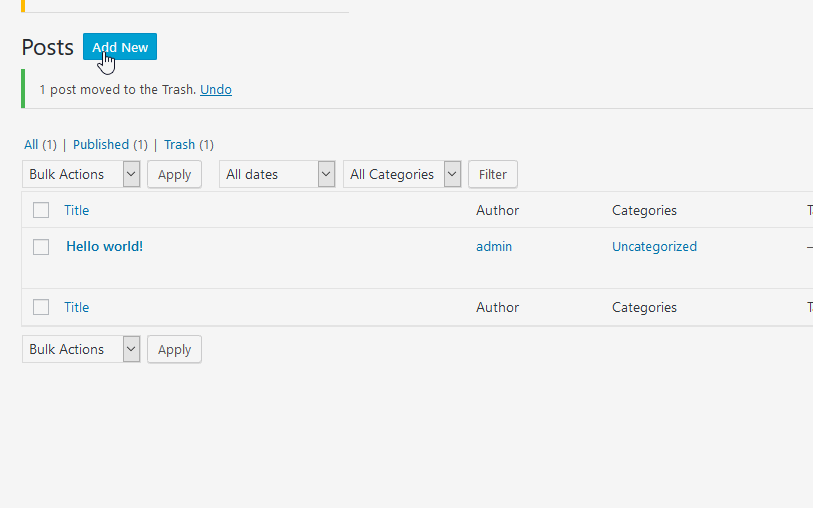 Posts Add New
1 post moved to the Trash. Undo
All (1) | Published (1) | Trash (1)
Bulk Actions Apply All dates All Categories Filter
Title Author Categories
Hello world! admin Uncategorized —
Title Author Categories
Bulk Actions Apply